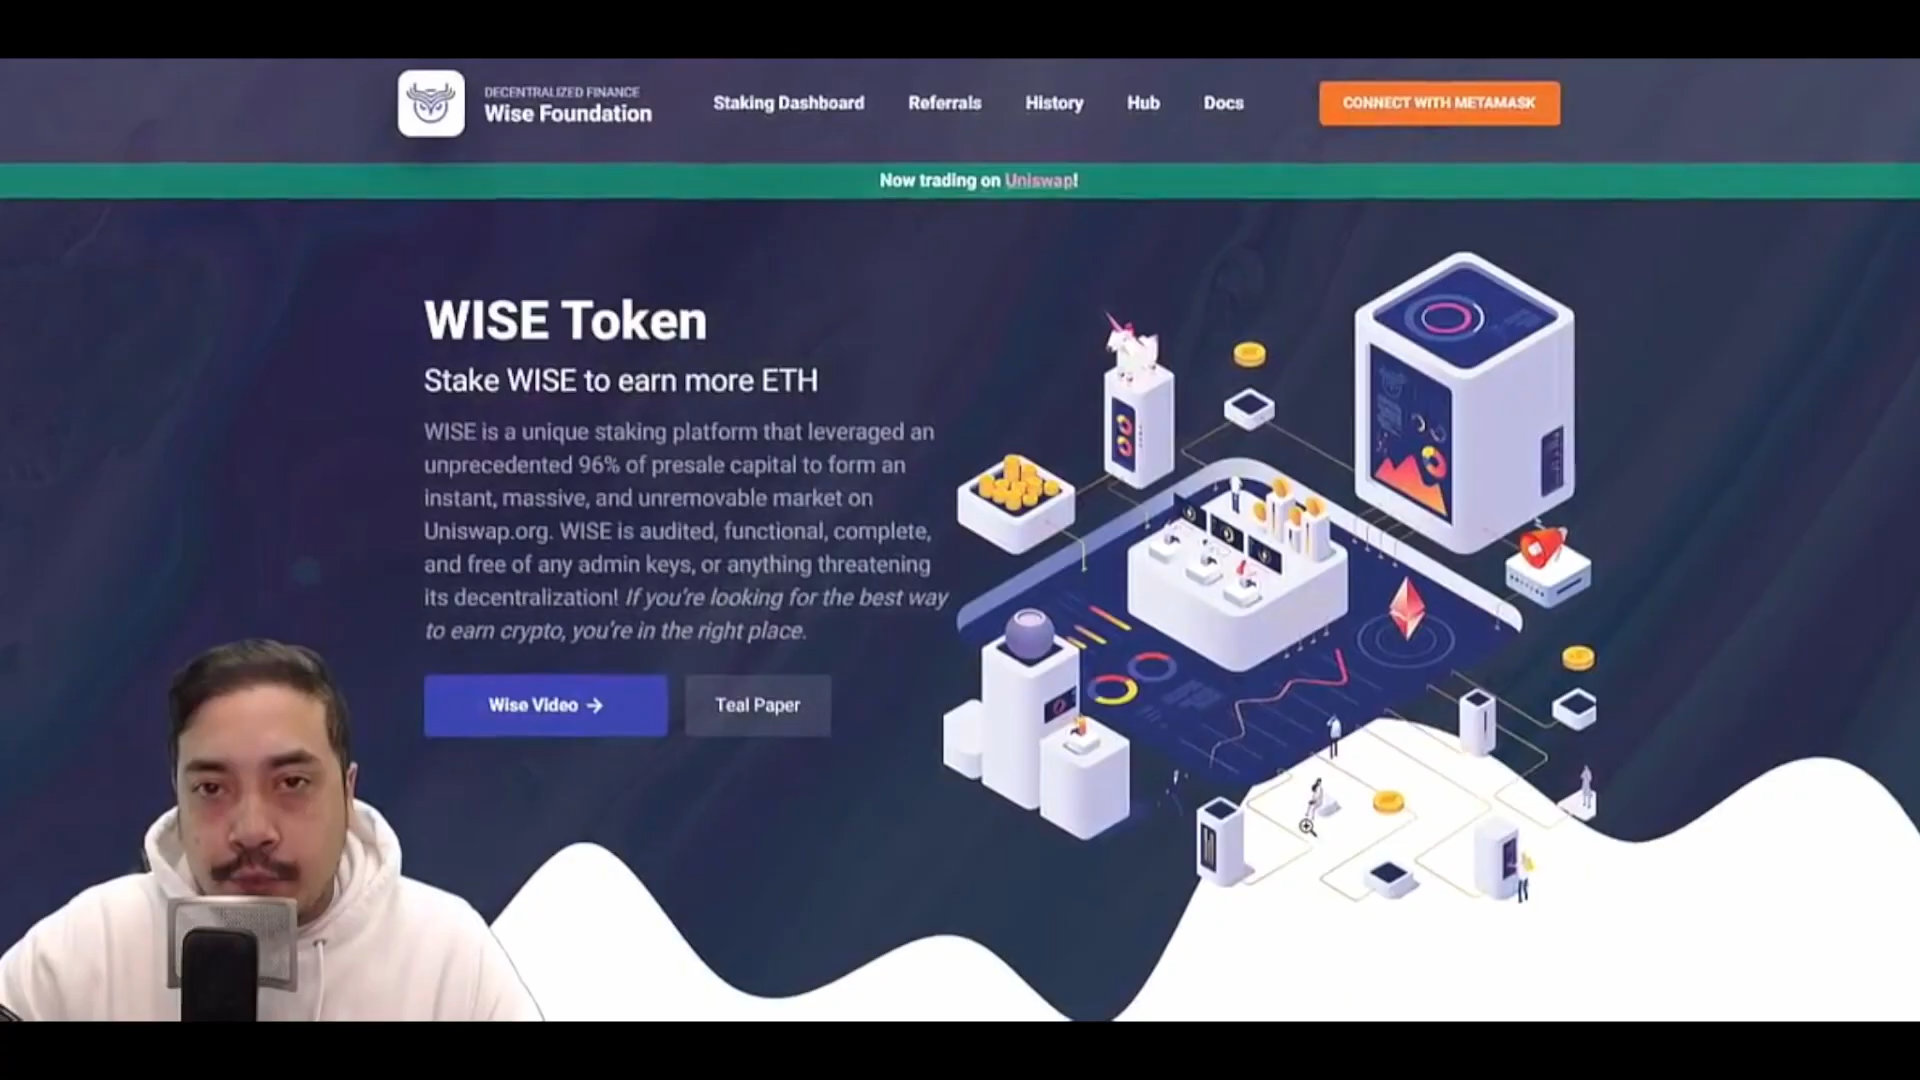 DECENTRALIZED FINANCE
Wise Foundation
Staking Dashboard
Referrals
History
Hub
Docs
CONNECT WITH METAMASK
Now trading on Uniswap!
WISE Token
Stake WISE to earn more ETH
WISE is a unique staking platform that leveraged an
unprecedented 96% of presale capital to form an
instant, massive, and unremovable market on
Uniswap.org. WISE is audited, functional, complete,
and free of any admin keys, or anything threatening
its decentralization! If you're looking for the best way
to earn crypto, you're in the right place.
Wise Video →
Teal Paper